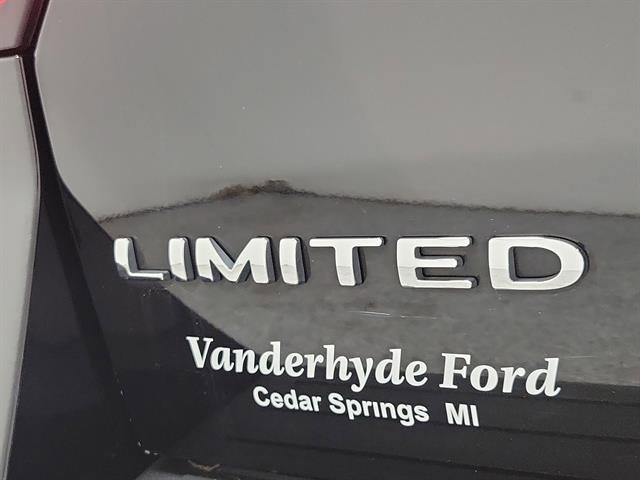 LIMITED
Vanderhyde Ford
Cedar Springs MI